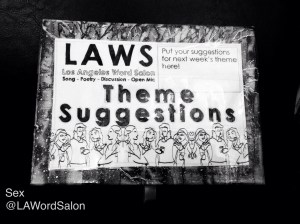 LAWS
Los Angeles Word Salon
Song - Poetry - Discussion - Open Mic
Put your suggestions
for next week's theme
here!
Theme
Suggestions
Sex
@LAWordSalon